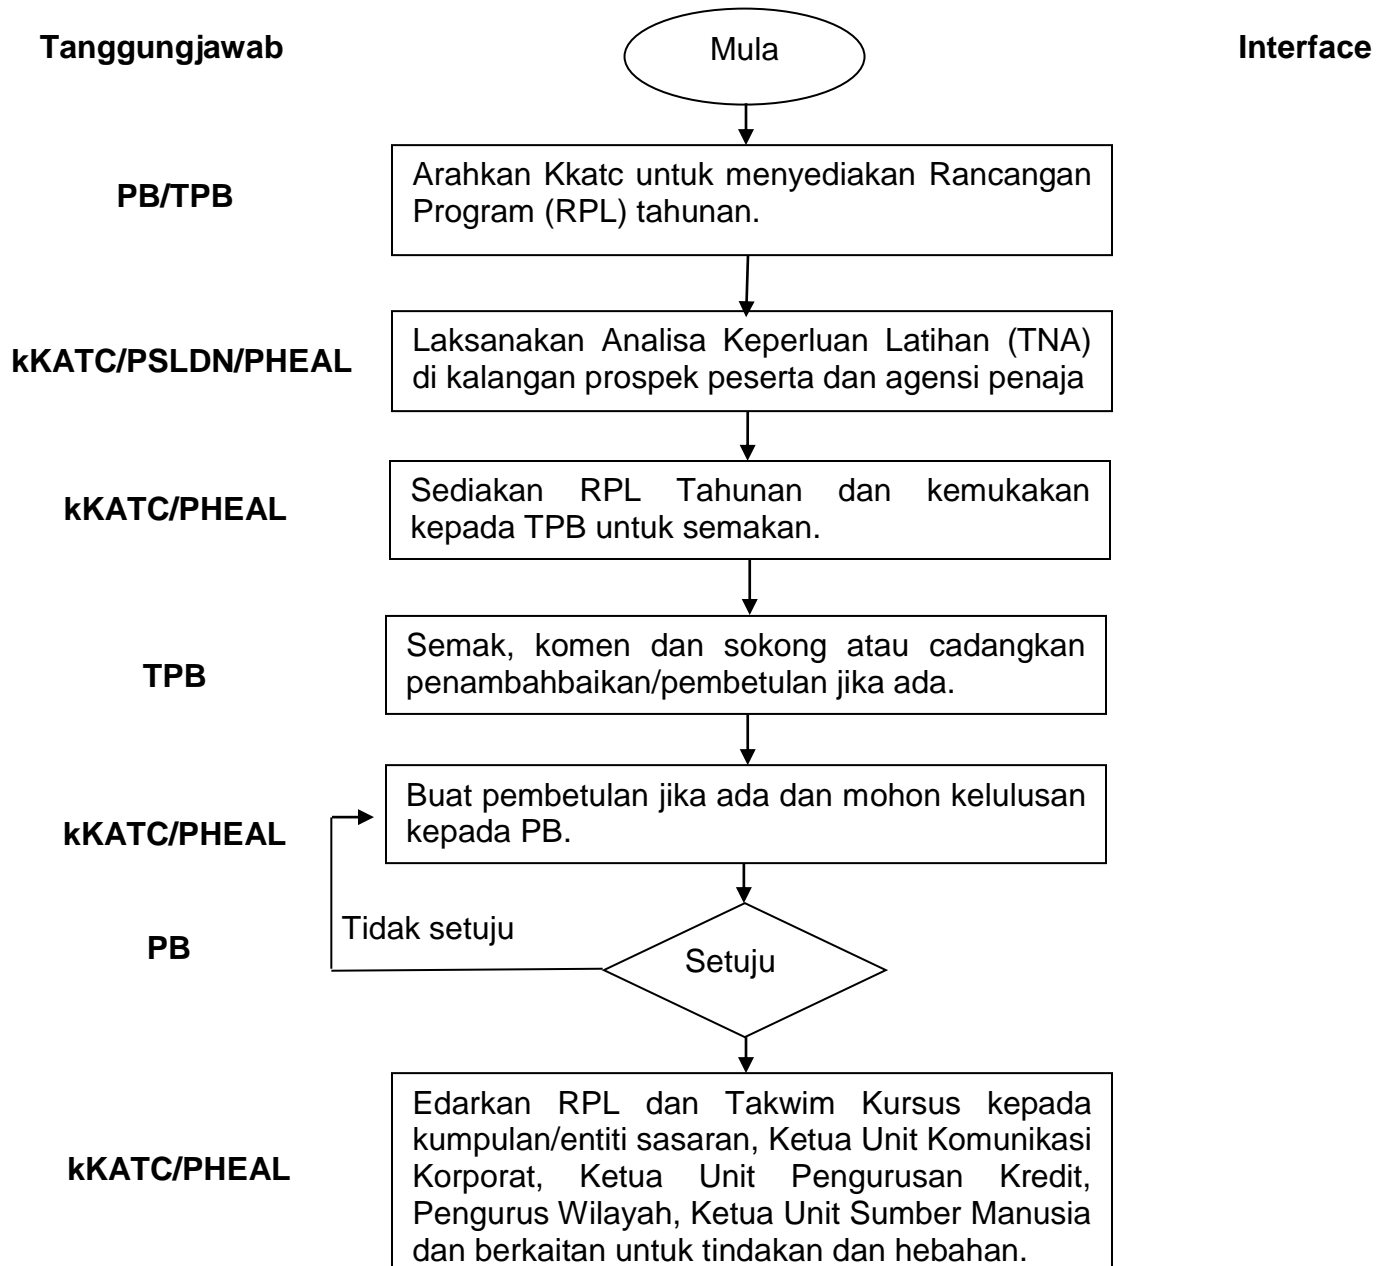 Tanggungjawab
Mula
Interface
PB/TPB
Arahkan Kkatc untuk menyediakan Rancangan
Program (RPL) tahunan.
kKATC/PSLDN/PHEAL
Laksanakan Analisa Keperluan Latihan (TNA)
di kalangan prospek peserta dan agensi penaja
kKATC/PHEAL
Sediakan RPL Tahunan dan kemukakan
kepada TPB untuk semakan.
TPB
Semak, komen dan sokong atau cadangkan
penambahbaikan/pembetulan jika ada.
kKATC/PHEAL
Buat pembetulan jika ada dan mohon kelulusan
kepada PB.
PB
Tidak setuju
Setuju
kKATC/PHEAL
Edarkan RPL dan Takwim Kursus kepada
kumpulan/entiti sasaran, Ketua Unit Komunikasi
Korporat, Ketua Unit Pengurusan Kredit,
Pengurus Wilayah, Ketua Unit Sumber Manusia
dan berkaitan untuk tindakan dan hebahan.